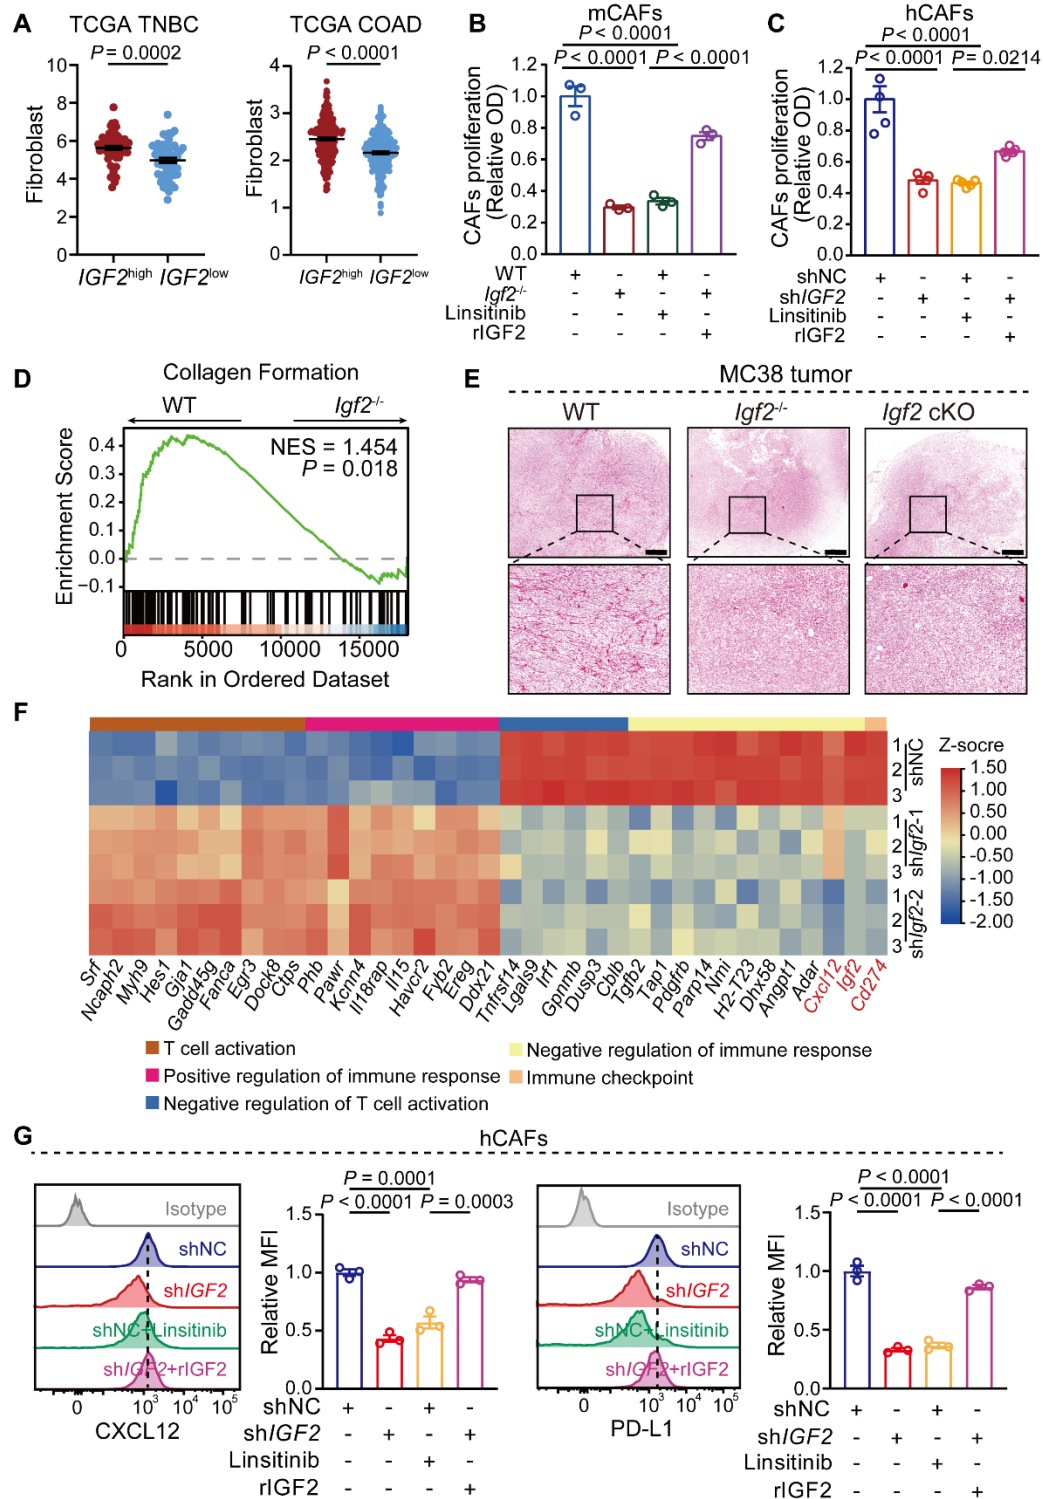 A
TCGA TNBC
P = 0.0002
Fibroblast
10
8
6
4
2
0
IGF2high IGF2low
TCGA COAD
P < 0.0001
Fibroblast
4
3
2
1
0
IGF2high IGF2low
B
mCAFs
P < 0.0001
P < 0.0001 P < 0.0001
CAFs proliferation
(Relative OD)
1.2
1.0
0.8
0.6
0.4
0.2
0.0
WT + - + -
Igf2-/- - + - +
Linsitinib - - + -
rIGF2 - - - +
C
hCAFs
P < 0.0001
P < 0.0001 P = 0.0214
CAFs proliferation
(Relative OD)
1.2
1.0
0.8
0.6
0.4
0.2
0.0
shNC + - + -
shIGF2 - + - +
Linsitinib - - + -
rIGF2 - - - +
D
Collagen Formation
WT Igf2-/-
NES = 1.454
P = 0.018
Enrichment Score
0.4
0.3
0.2
0.1
0.0
-0.1
0 5000 10000 15000
Rank in Ordered Dataset
E
MC38 tumor
WT Igf2-/- Igf2 cKO
F
1
2
3
shNC
1
2
3
shIgf2-1
1
2
3
shIgf2-2
Z-socre
1.50
1.00
0.50
0.00
-0.50
-1.00
-1.50
-2.00
Srf
Ncaph2
Myh9
Hes1
Gja1
Gadd45g
Fanca
Egr3
Dock8
Ctps
Phb
Pawr
Kcnn4
Il18rap
Il15
Havcr2
Fyb2
Ereg
Ddx21
Tnfrsf14
Lgals9
Irf1
Gpnmb
Dusp3
Cblb
Tgfb2
Tap1
Pdgfrb
Parp14
Nmi
H2-T23
Dhx58
Angpt1
Adar
Cxcl12
Igf2
Cd274
T cell activation
Positive regulation of immune response
Negative regulation of T cell activation
Negative regulation of immune response
Immune checkpoint
G
hCAFs
Isotype
shNC
shIGF2
shNC+Linsitinib
shIGF2+rIGF2
0 103 104 105
CXCL12
P = 0.0001
P < 0.0001 P = 0.0003
Relative MFI
1.5
1.0
0.5
0.0
shNC + - + -
shIGF2 - + - +
Linsitinib - - + -
rIGF2 - - - +
Isotype
shNC
shIGF2
shNC+Linsitinib
shIGF2+rIGF2
0 103 104 105
PD-L1
P < 0.0001
P < 0.0001 P < 0.0001
Relative MFI
1.5
1.0
0.5
0.0
shNC + - + -
shIGF2 - + - +
Linsitinib - - + -
rIGF2 - - - +